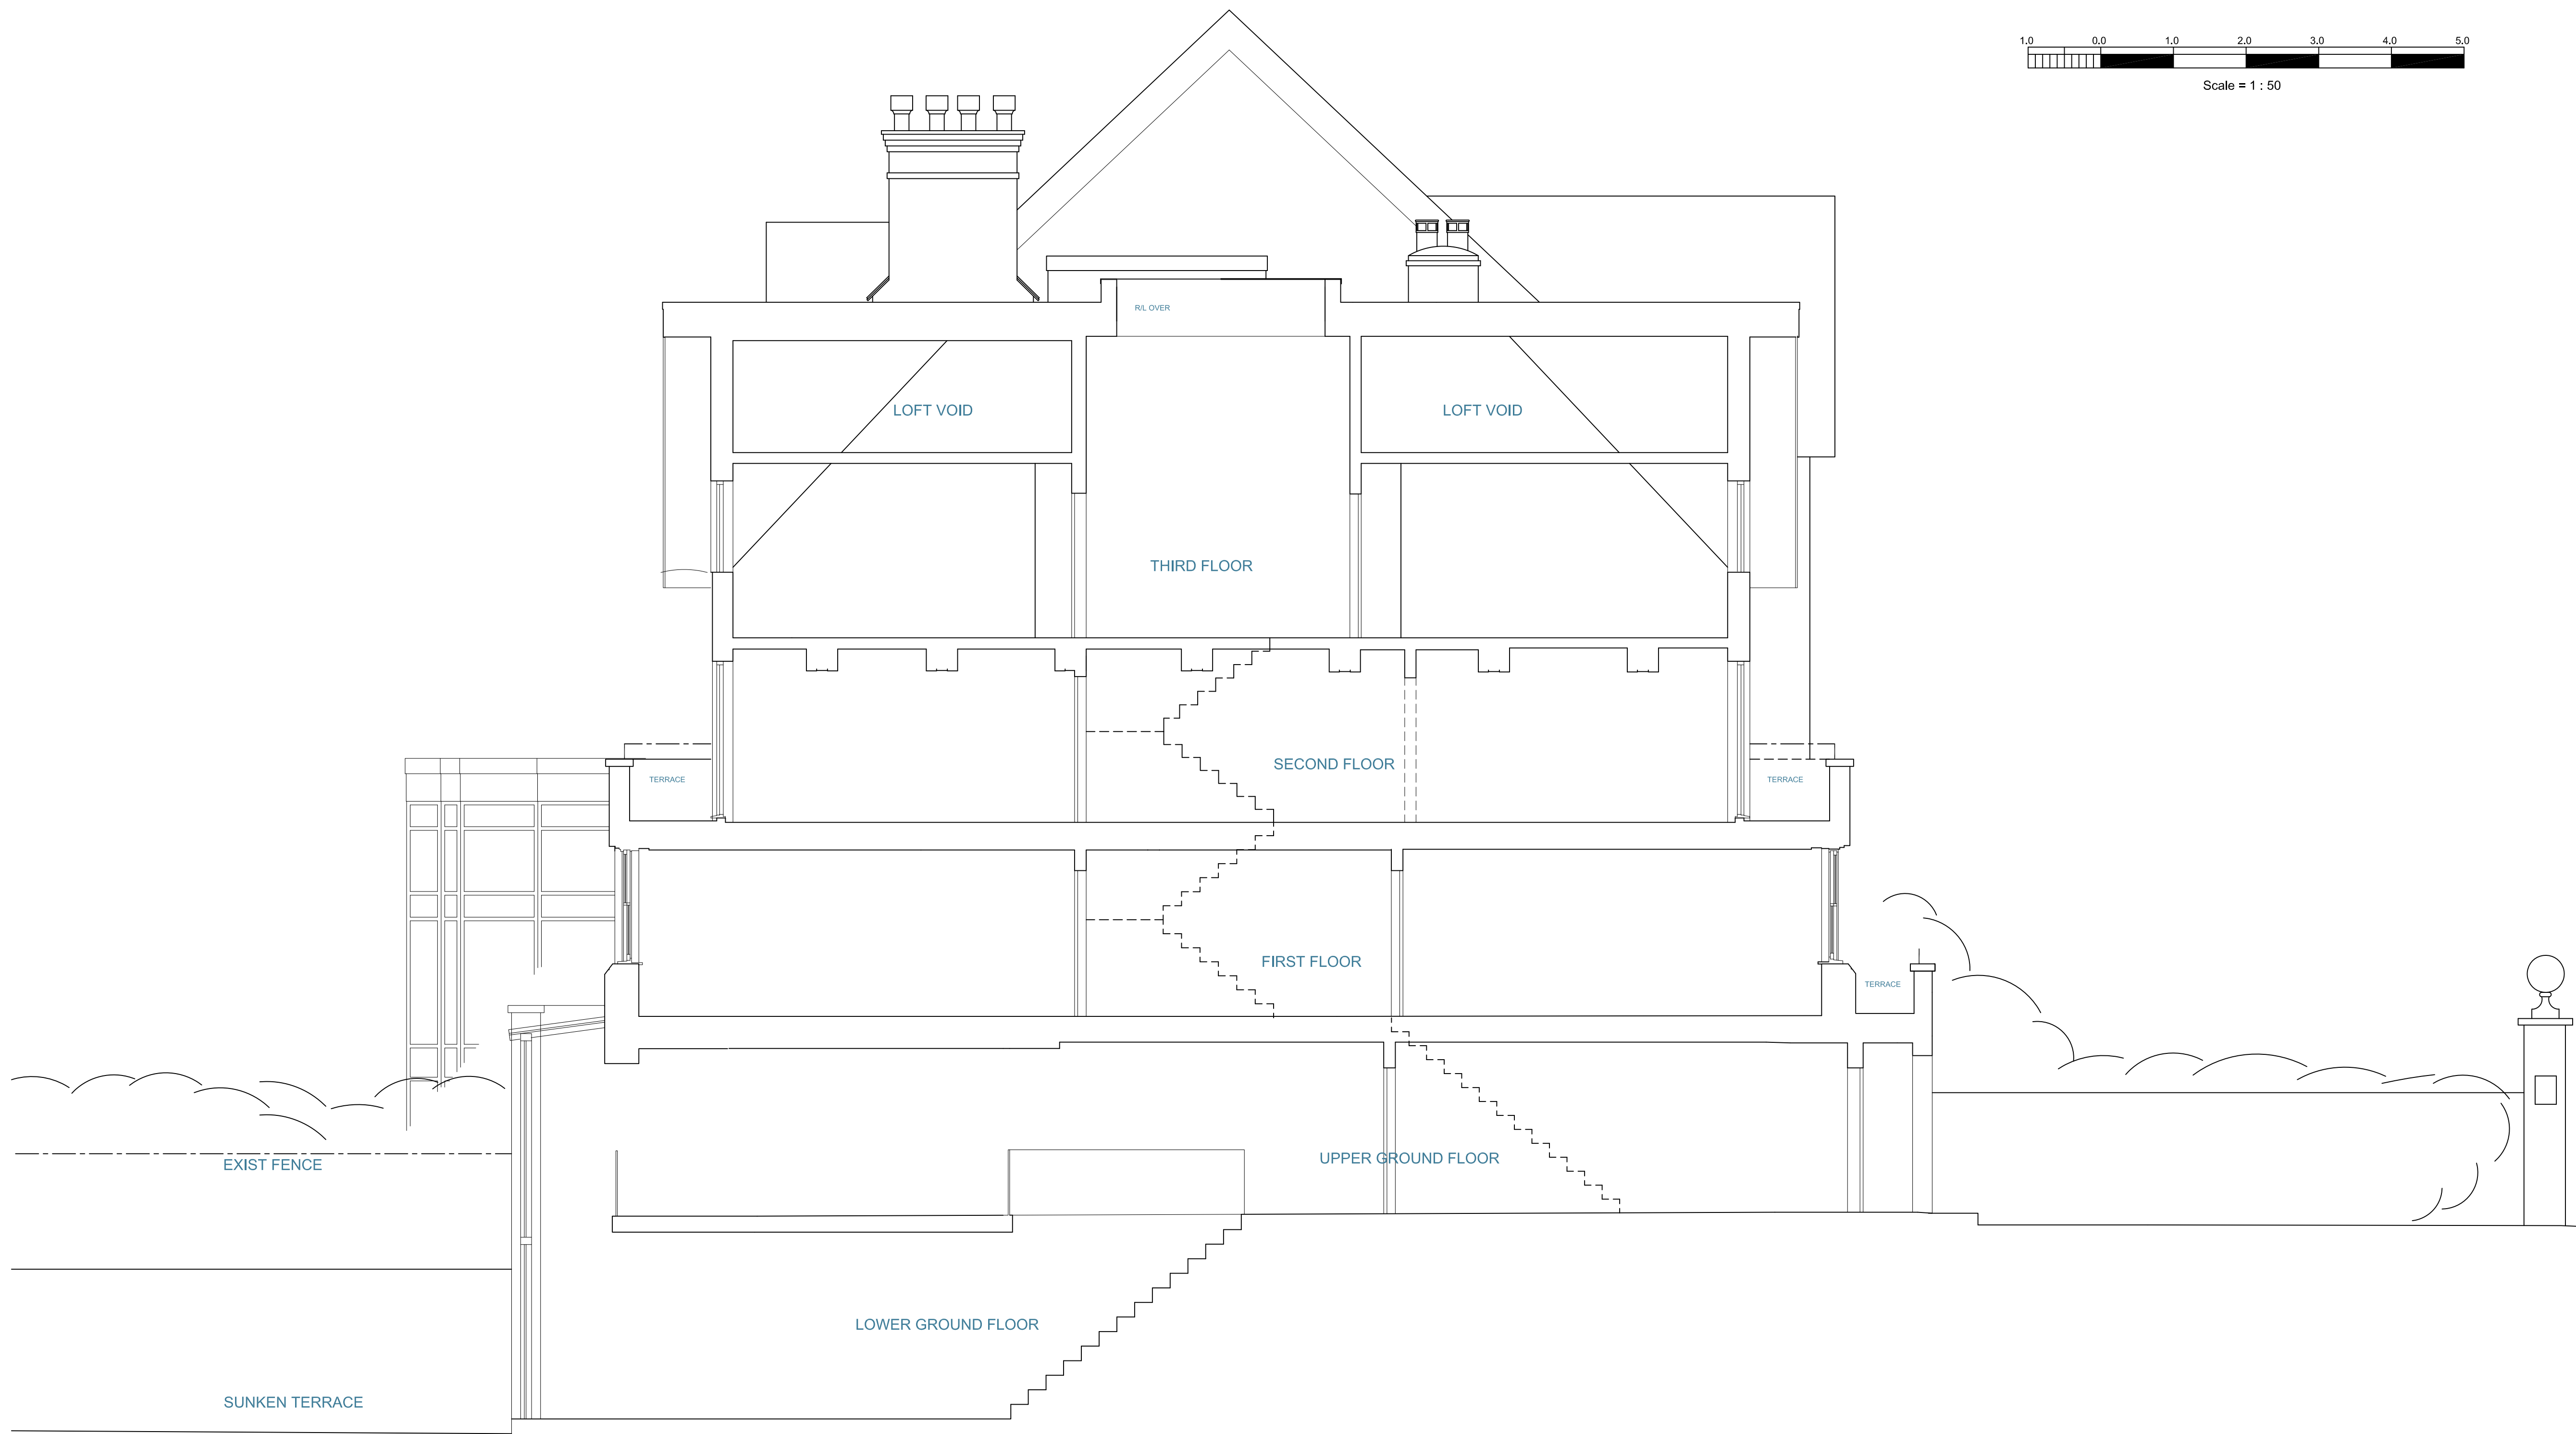 1.0 0.0 1.0 2.0 3.0 4.0 5.0
Scale = 1 : 50
R/L OVER
LOFT VOID
LOFT VOID
THIRD FLOOR
SECOND FLOOR
TERRACE
TERRACE
FIRST FLOOR
TERRACE
UPPER GROUND FLOOR
EXIST FENCE
LOWER GROUND FLOOR
SUNKEN TERRACE